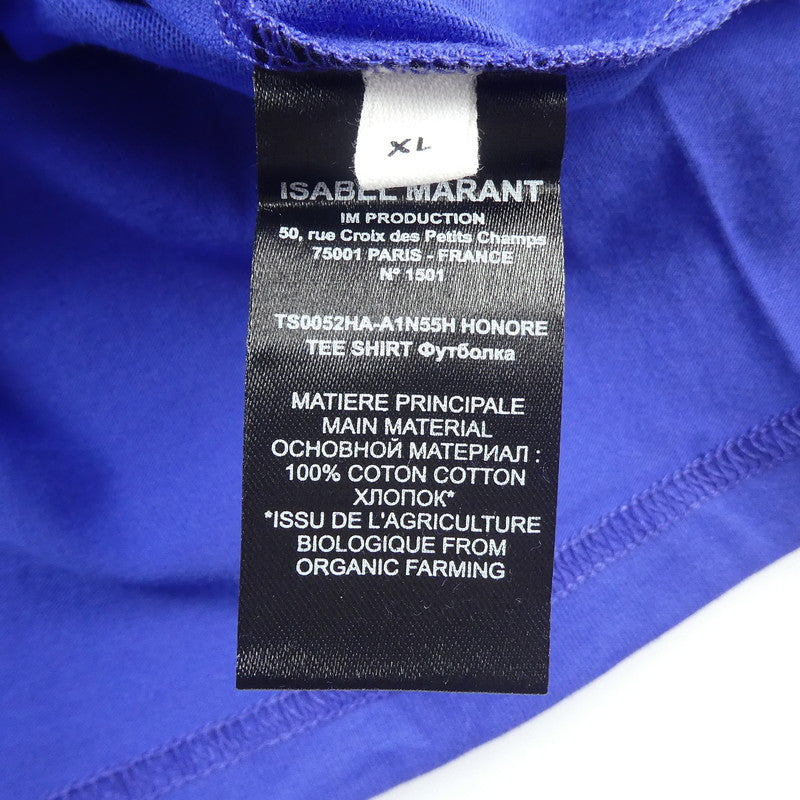 XL
ISABEL MARANT
IM PRODUCTION
50, rue Croix des Petits Champs
75001 PARIS - FRANCE
N° 1501
TS0052HA-A1N55H HONORE
TEE SHIRT Футболка
MATIERE PRINCIPALE
MAIN MATERIAL
ОСНОВНОЙ МАТЕРИАЛ :
100% COTON COTTON
ХЛОПОК*
*ISSU DE L'AGRICULTURE
BIOLOGIQUE FROM
ORGANIC FARMING